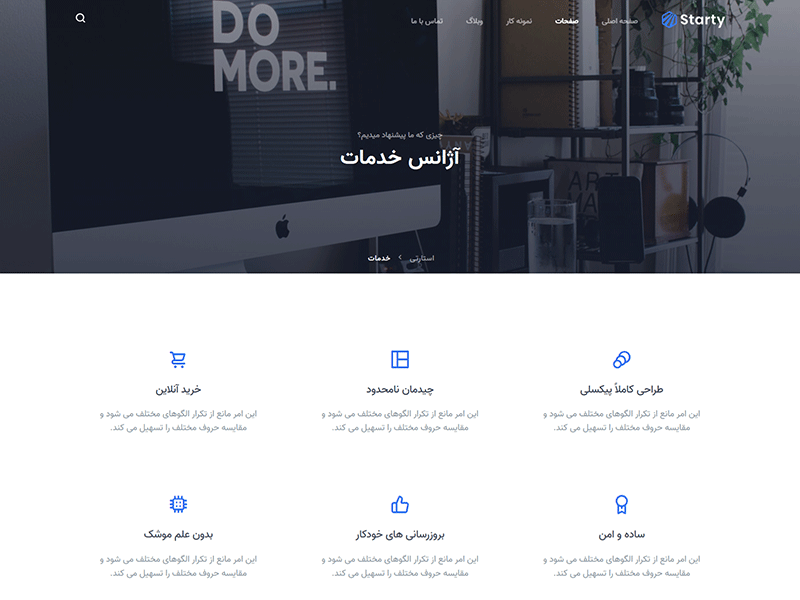 Starty
صفحه اصلی
صفحات
نمونه کار
وبلاگ
تماس با ما
DO
MORE.
چیزی که ما پیشنهاد میدیم؟
آژانس خدمات
استارتی › خدمات
طراحی کاملاً پیکسلی
این امر مانع از تکرار الگوهای مختلف می شود و
مقایسه حروف مختلف را تسهیل می کند.
چیدمان نامحدود
این امر مانع از تکرار الگوهای مختلف می شود و
مقایسه حروف مختلف را تسهیل می کند.
خرید آنلاین
این امر مانع از تکرار الگوهای مختلف می شود و
مقایسه حروف مختلف را تسهیل می کند.
ساده و امن
این امر مانع از تکرار الگوهای مختلف می شود و
مقایسه حروف مختلف را تسهیل می کند.
بروزرسانی های خودکار
این امر مانع از تکرار الگوهای مختلف می شود و
مقایسه حروف مختلف را تسهیل می کند.
بدون علم موشک
این امر مانع از تکرار الگوهای مختلف می شود و
مقایسه حروف مختلف را تسهیل می کند.